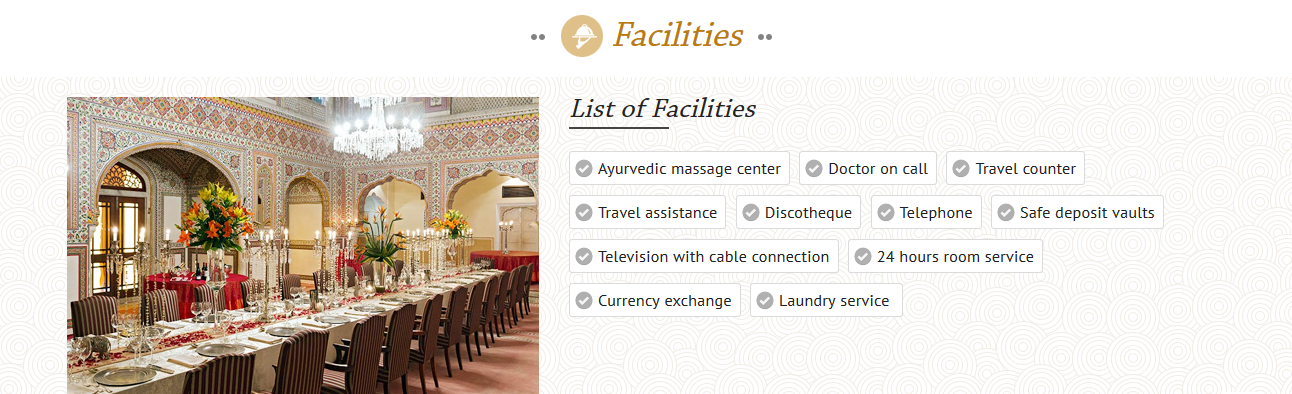 Facilities
List of Facilities
Ayurvedic massage center Doctor on call Travel counter
Travel assistance Discotheque Telephone Safe deposit vaults
Television with cable connection 24 hours room service
Currency exchange Laundry service